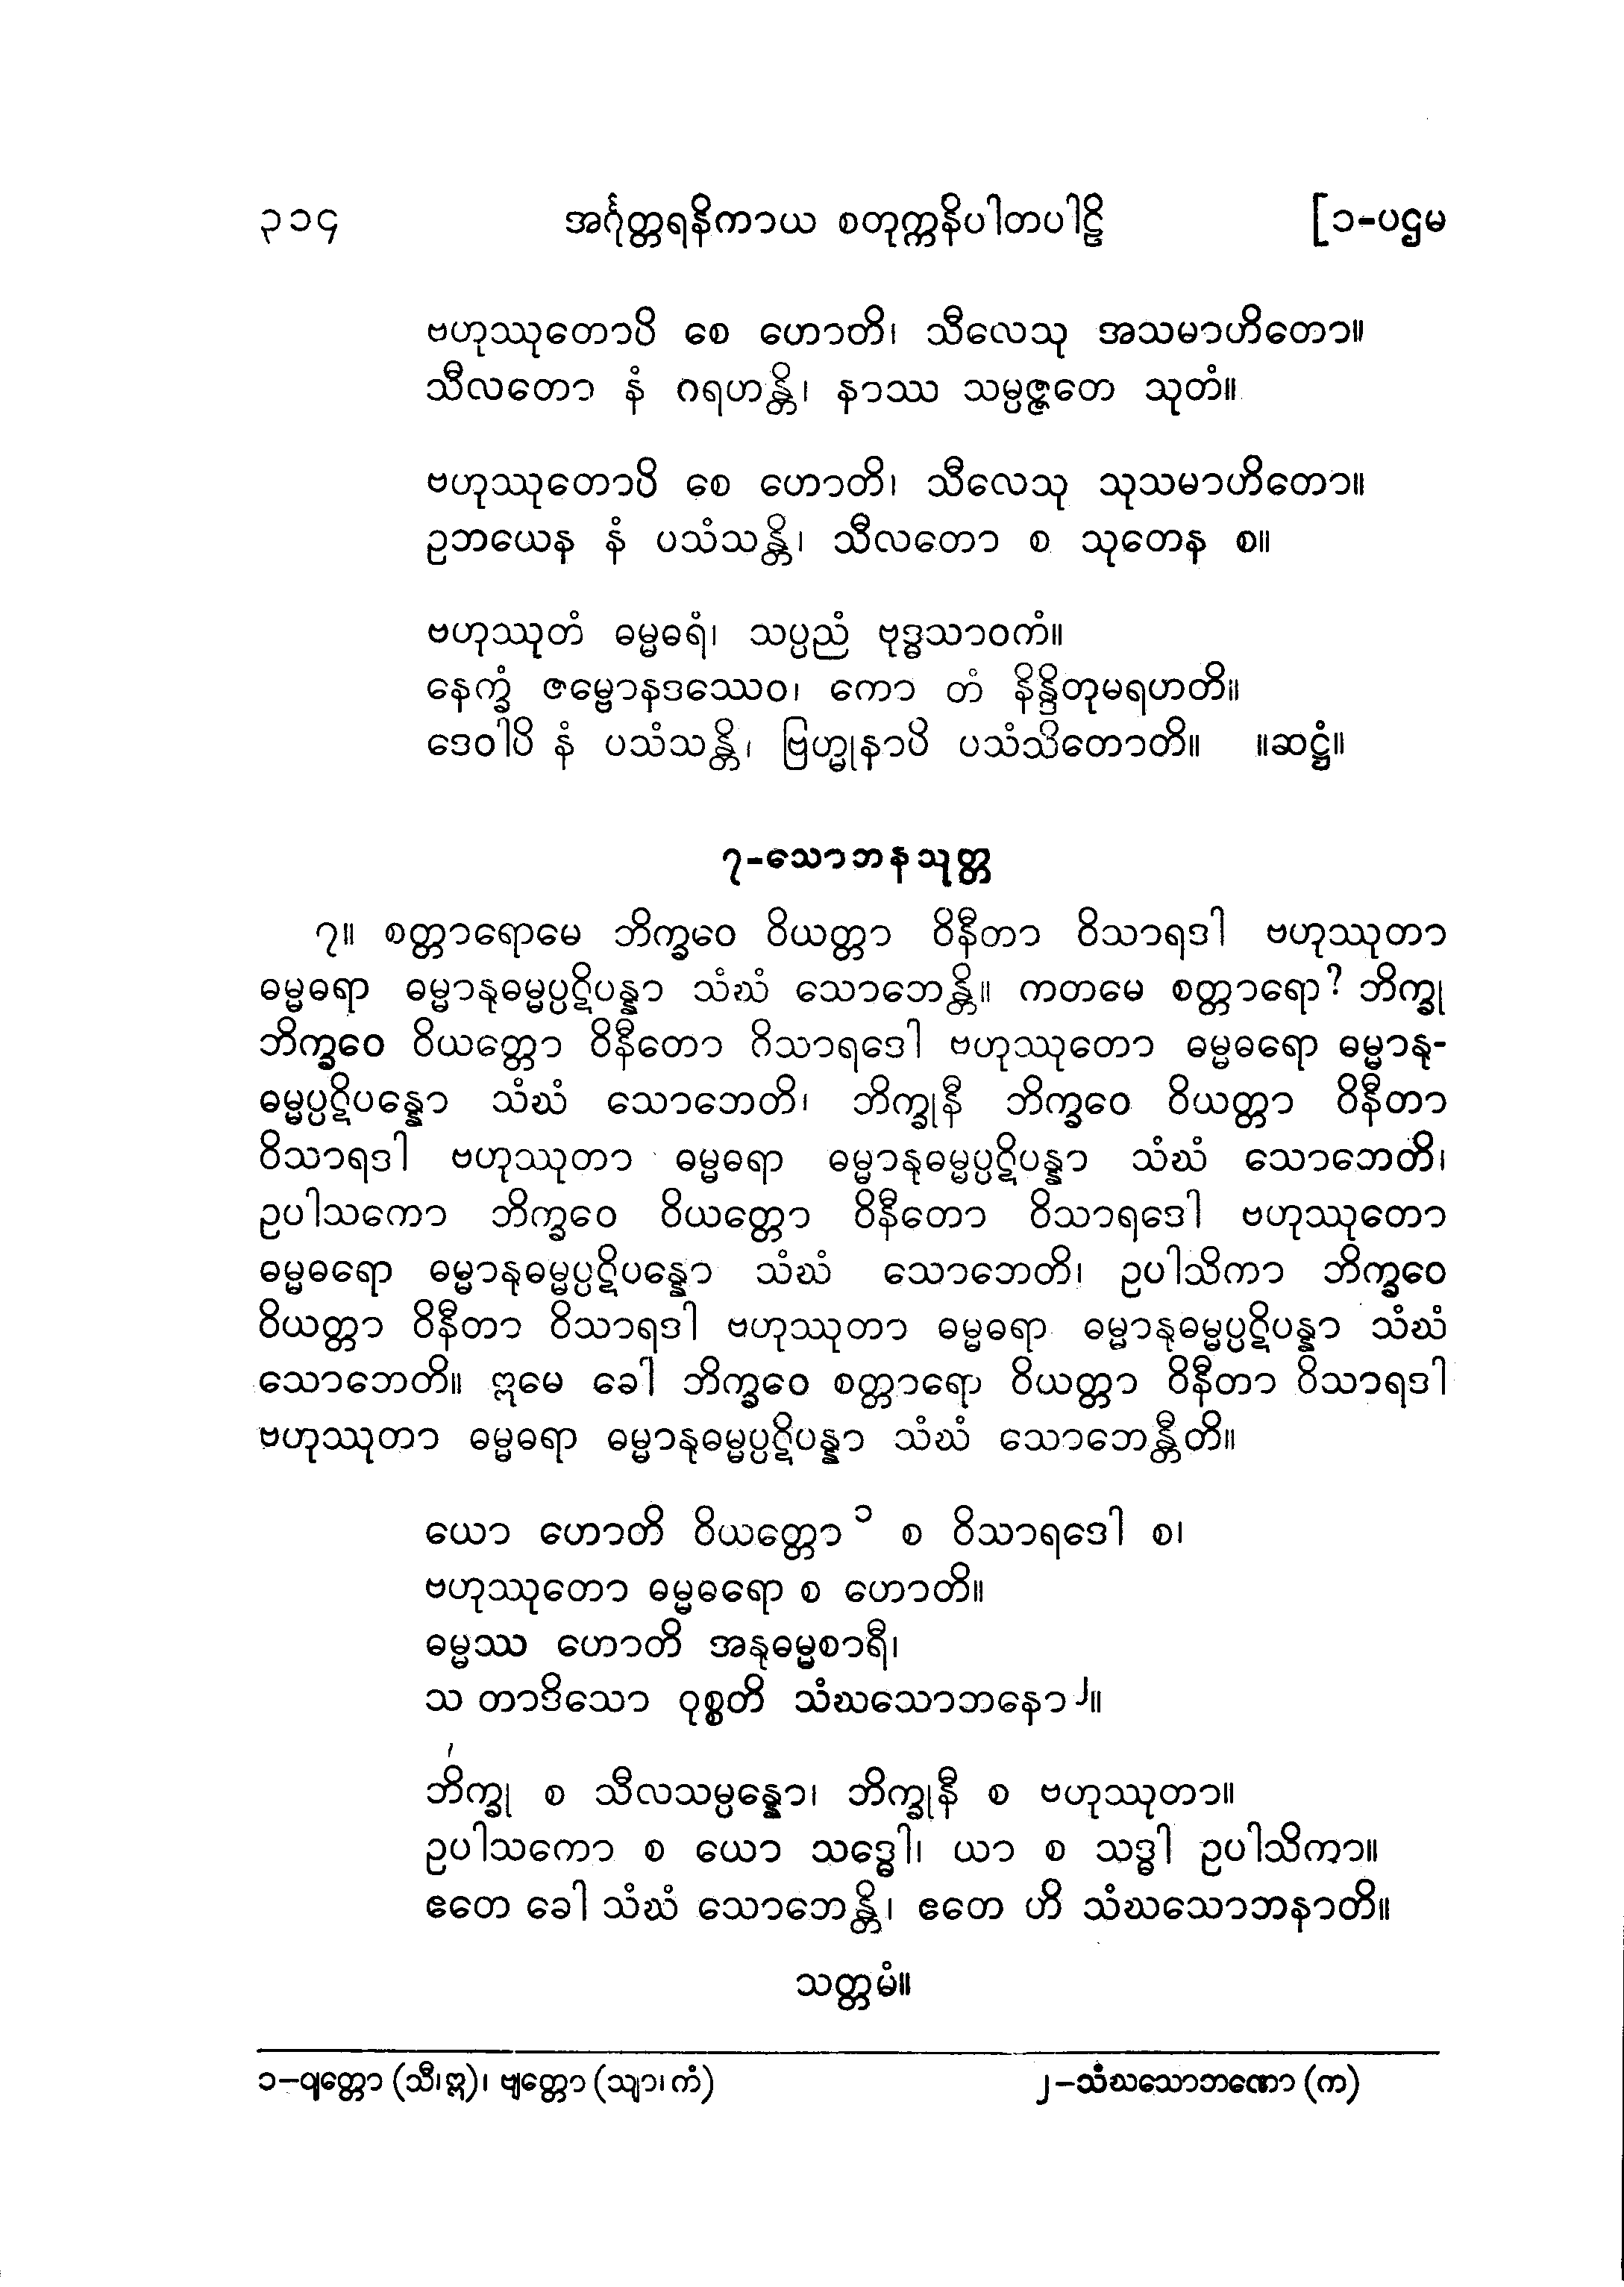 ၃၁၄ အင်္ဂုတ္တရနိကာယ စတုက္ကနိပါတပါဠိ [၁-ပဌမ
ဗဟုဿုတောပိ စေ ဟောတိ၊ သီလေသု အသမာဟိတော။
သီလတော နံ ဂရဟန္တိ၊ နာဿ သမ္ပဇ္ဇတေ သုတံ။
ဗဟုဿုတောပိ စေ ဟောတိ၊ သီလေသု သုသမာဟိတော။
ဥဘယေန နံ ပသံသန္တိ၊ သီလတော စ သုတေန စ။
ဗဟုဿုတံ ဓမ္မဓရံ၊ သပ္ပညံ ဗုဒ္ဓသာဝကံ။
နေက္ခံ ဇမ္ဗောနဒဿေဝ၊ ကော တံ နိန္ဒိတုမရဟတိ။
ဒေဝါပိ နံ ပသံသန္တိ၊ ဗြဟ္မုနာပိ ပသံသိတောတိ။ ။ဆဋ္ဌံ။
၇-သောဘနသုတ္တ
၇။ စတ္တာရောမေ ဘိက္ခဝေ ဝိယတ္တာ ဝိနီတာ ဝိသာရဒါ ဗဟုဿုတာ
ဓမ္မဓရာ ဓမ္မာနုဓမ္မပ္ပဋိပန္နာ သံဃံ သောဘေန္တိ။ ကတမေ စတ္တာရော? ဘိက္ခု
ဘိက္ခဝေ ဝိယတ္တော ဝိနီတော ဝိသာရဒေါ ဗဟုဿုတော ဓမ္မဓရော ဓမ္မာနု-
ဓမ္မပ္ပဋိပန္နော သံဃံ သောဘေတိ၊ ဘိက္ခုနီ ဘိက္ခဝေ ဝိယတ္တာ ဝိနီတာ
ဝိသာရဒါ ဗဟုဿုတာ ဓမ္မဓရာ ဓမ္မာနုဓမ္မပ္ပဋိပန္နာ သံဃံ သောဘေတိ၊
ဥပါသကော ဘိက္ခဝေ ဝိယတ္တော ဝိနီတော ဝိသာရဒေါ ဗဟုဿုတော
ဓမ္မဓရော ဓမ္မာနုဓမ္မပ္ပဋိပန္နော သံဃံ သောဘေတိ၊ ဥပါသိကာ ဘိက္ခဝေ
ဝိယတ္တာ ဝိနီတာ ဝိသာရဒါ ဗဟုဿုတာ ဓမ္မဓရာ ဓမ္မာနုဓမ္မပ္ပဋိပန္နာ သံဃံ
သောဘေတိ။ ဣမေ ခေါ ဘိက္ခဝေ စတ္တာရော ဝိယတ္တာ ဝိနီတာ ဝိသာရဒါ
ဗဟုဿုတာ ဓမ္မဓရာ ဓမ္မာနုဓမ္မပ္ပဋိပန္နာ သံဃံ သောဘေန္တီတိ။
ယော ဟောတိ ဝိယတ္တော ၁ စ ဝိသာရဒေါ စ၊
ဗဟုဿုတော ဓမ္မဓရော စ ဟောတိ။
ဓမ္မဿ ဟောတိ အနုဓမ္မစာရီ၊
သ တာဒိသော ဝုစ္စတိ သံဃသောဘနော ၂။
ဘိက္ခု စ သီလသမ္ပန္နော၊ ဘိက္ခုနီ စ ဗဟုဿုတာ။
ဥပါသကော စ ယော သဒ္ဓေါ၊ ယာ စ သဒ္ဓါ ဥပါသိကာ။
ဧတေ ခေါ သံဃံ သောဘေန္တိ၊ ဧတေ ဟိ သံဃသောဘနာတိ။
သတ္တမံ။
၁-ဝျတ္တော (သီ၊ဣ)၊ ဗျတ္တော (သျာ၊ကံ) ၂-သံဃသောဘဏော (က)